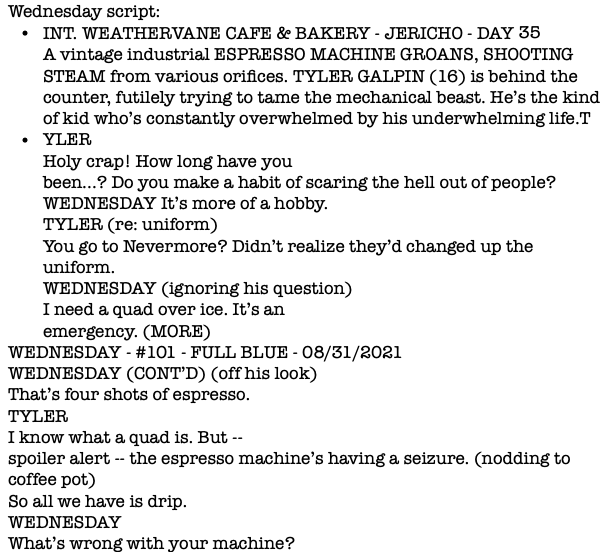 Wednesday script:
• INT. WEATHERVANE CAFE & BAKERY - JERICHO - DAY 35
A vintage industrial ESPRESSO MACHINE GROANS, SHOOTING
STEAM from various orifices. TYLER GALPIN (16) is behind the
counter, futilely trying to tame the mechanical beast. He's the kind
of kid who's constantly overwhelmed by his underwhelming life.T
• YLER
Holy crap! How long have you
been...? Do you make a habit of scaring the hell out of people?
WEDNESDAY It's more of a hobby.
TYLER (re: uniform)
You go to Nevermore? Didn't realize they'd changed up the
uniform.
WEDNESDAY (ignoring his question)
I need a quad over ice. It's an
emergency. (MORE)
WEDNESDAY - #101 - FULL BLUE - 08/31/2021
WEDNESDAY (CONT'D) (off his look)
That's four shots of espresso.
TYLER
I know what a quad is. But --
spoiler alert -- the espresso machine's having a seizure. (nodding to
coffee pot)
So all we have is drip.
WEDNESDAY
What's wrong with your machine?